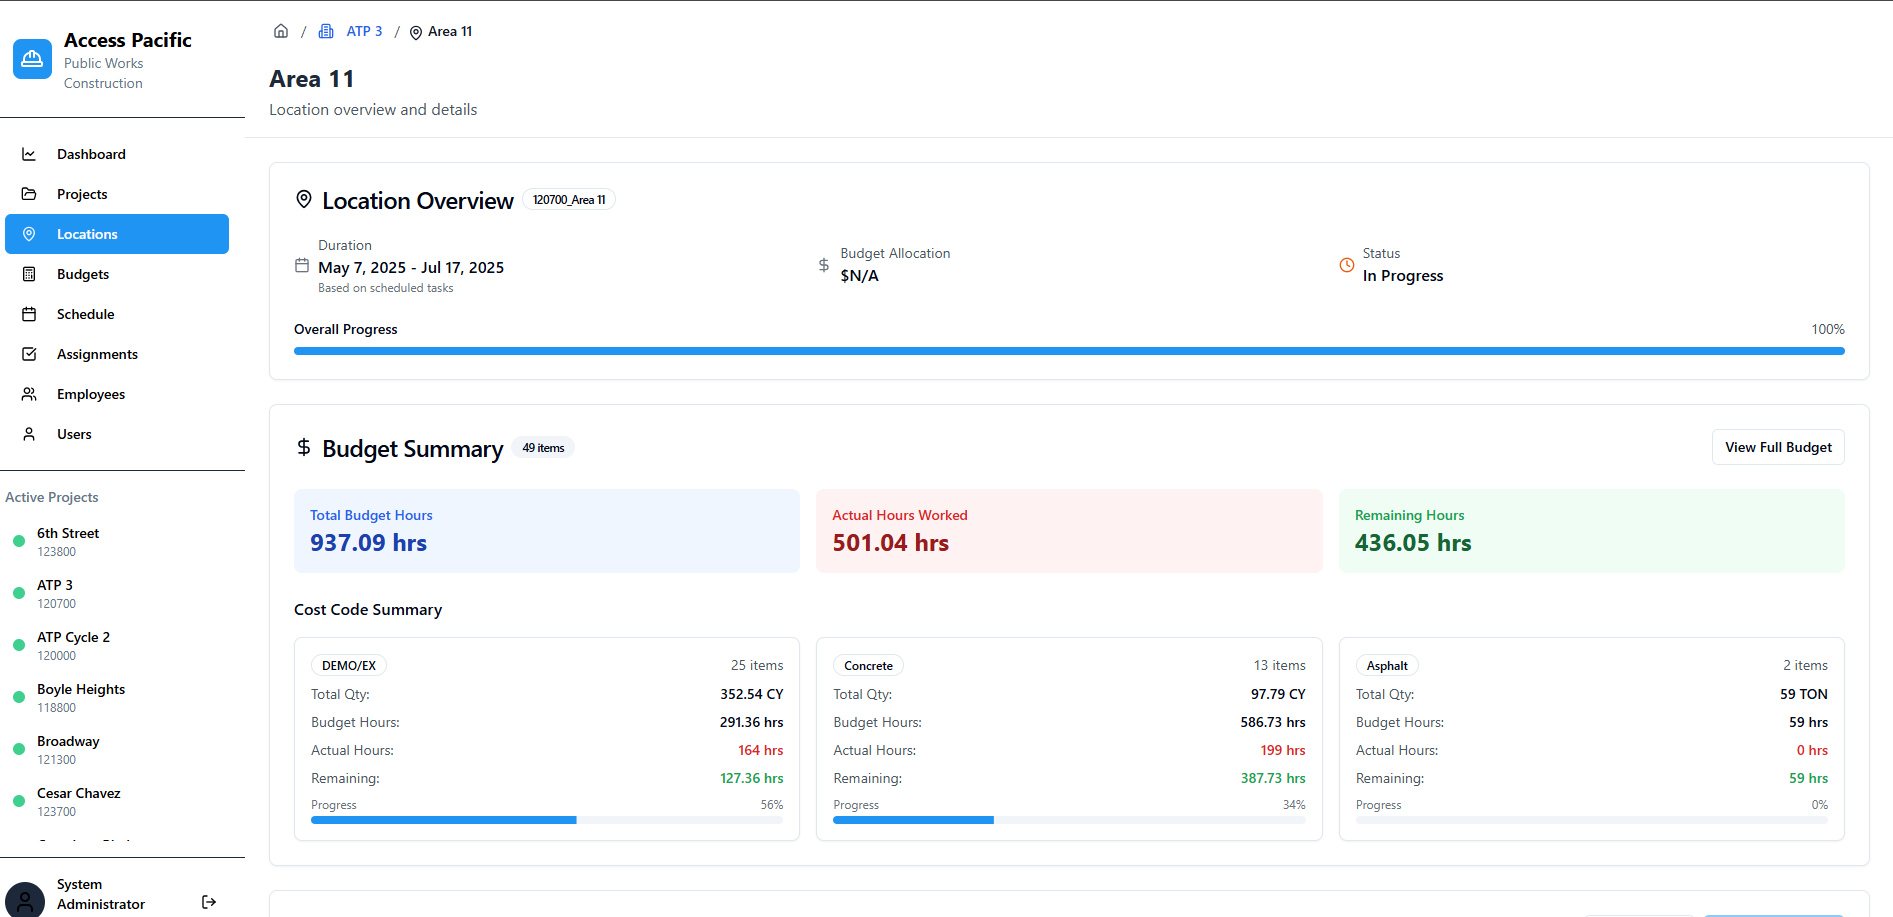 Access Pacific
Public Works
Construction
Dashboard
Projects
Locations
Budgets
Schedule
Assignments
Employees
Users
Active Projects
6th Street
123800
ATP 3
120700
ATP Cycle 2
120000
Boyle Heights
118800
Broadway
121300
Cesar Chavez
123700
System
Administrator
/ ATP 3 / Area 11
Area 11
Location overview and details
Location Overview 120700_Area 11
Duration
May 7, 2025 - Jul 17, 2025
Based on scheduled tasks
Budget Allocation
$N/A
Status
In Progress
Overall Progress 100%
Budget Summary 49 items
View Full Budget
Total Budget Hours
937.09 hrs
Actual Hours Worked
501.04 hrs
Remaining Hours
436.05 hrs
Cost Code Summary
DEMO/EX 25 items
Total Qty: 352.54 CY
Budget Hours: 291.36 hrs
Actual Hours: 164 hrs
Remaining: 127.36 hrs
Progress 56%
Concrete 13 items
Total Qty: 97.79 CY
Budget Hours: 586.73 hrs
Actual Hours: 199 hrs
Remaining: 387.73 hrs
Progress 34%
Asphalt 2 items
Total Qty: 59 TON
Budget Hours: 59 hrs
Actual Hours: 0 hrs
Remaining: 59 hrs
Progress 0%